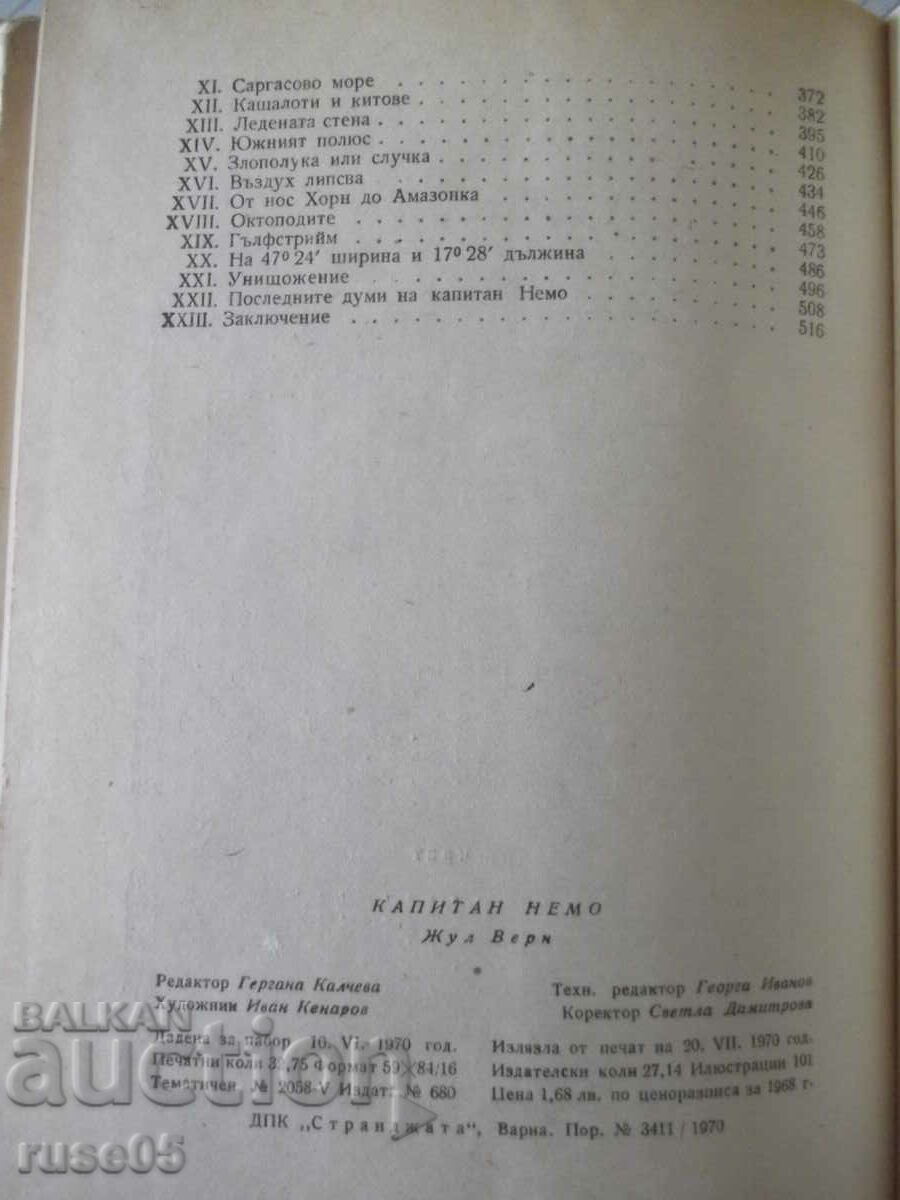 XI. Саргасово море . . . . . . . . . . . . . . 372
XII. Кашалоти и китове . . . . . . . . . . . . . . 382
XIII. Ледената стена . . . . . . . . . . . . . . 395
XIV. Южният полюс . . . . . . . . . . . . . . 410
XV. Злополука или случка . . . . . . . . . . . . . . 426
XVI. Въздух липсва . . . . . . . . . . . . . . 434
XVII. От нос Хорн до Амазонка . . . . . . . . . . . . . . 446
XVIII. Октоподите . . . . . . . . . . . . . . 458
XIX. Гълфстрийм . . . . . . . . . . . . . . 473
XX. На 47° 24′ ширина и 17° 28′ дължина . . . . . . . . 486
XXI. Унищожение . . . . . . . . . . . . . . 496
XXII. Последните думи на капитан Немо . . . . . . . . 508
XXIII. Заключение . . . . . . . . . . . . . . 516
КАПИТАН НЕМО
Жул Верн
Редактор Гергана Калчева
Художник Иван Кенаров
Техн. редактор Георги Иванов
Коректор Светла Димитрова
Дадена за набор 10. VI. 1970 год.
Излязла от печат на 20. VII. 1970 год.
Печатни коли Формат 59×84/16
Издателски коли 27,14 Илюстрации 101
Тематичен № 2058-V Издат. № 680
Цена 1,68 лв. по ценоразписа за 1968 г.
ДПК „Странджата", Варна. Пор. № 3411 / 1970
BALKAN
auction
ruse05